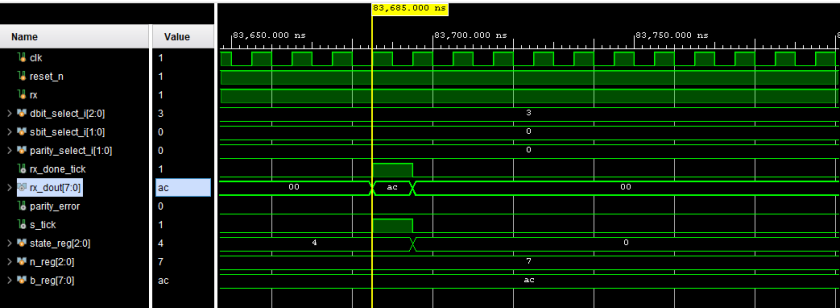 83,685.000 ns
Name Value
83,650.000 ns 83,700.000 ns 83,750.000 ns
clk 1
reset_n 1
rx 1
dbit_select_i[2:0] 3 3
sbit_select_i[1:0] 0 0
parity_select_i[1:0] 0 0
rx_done_tick 1
rx_dout[7:0] ac 00 ac 00
parity_error 0
s_tick 1
state_reg[2:0] 4 4 0
n_reg[2:0] 7 7
b_reg[7:0] ac ac